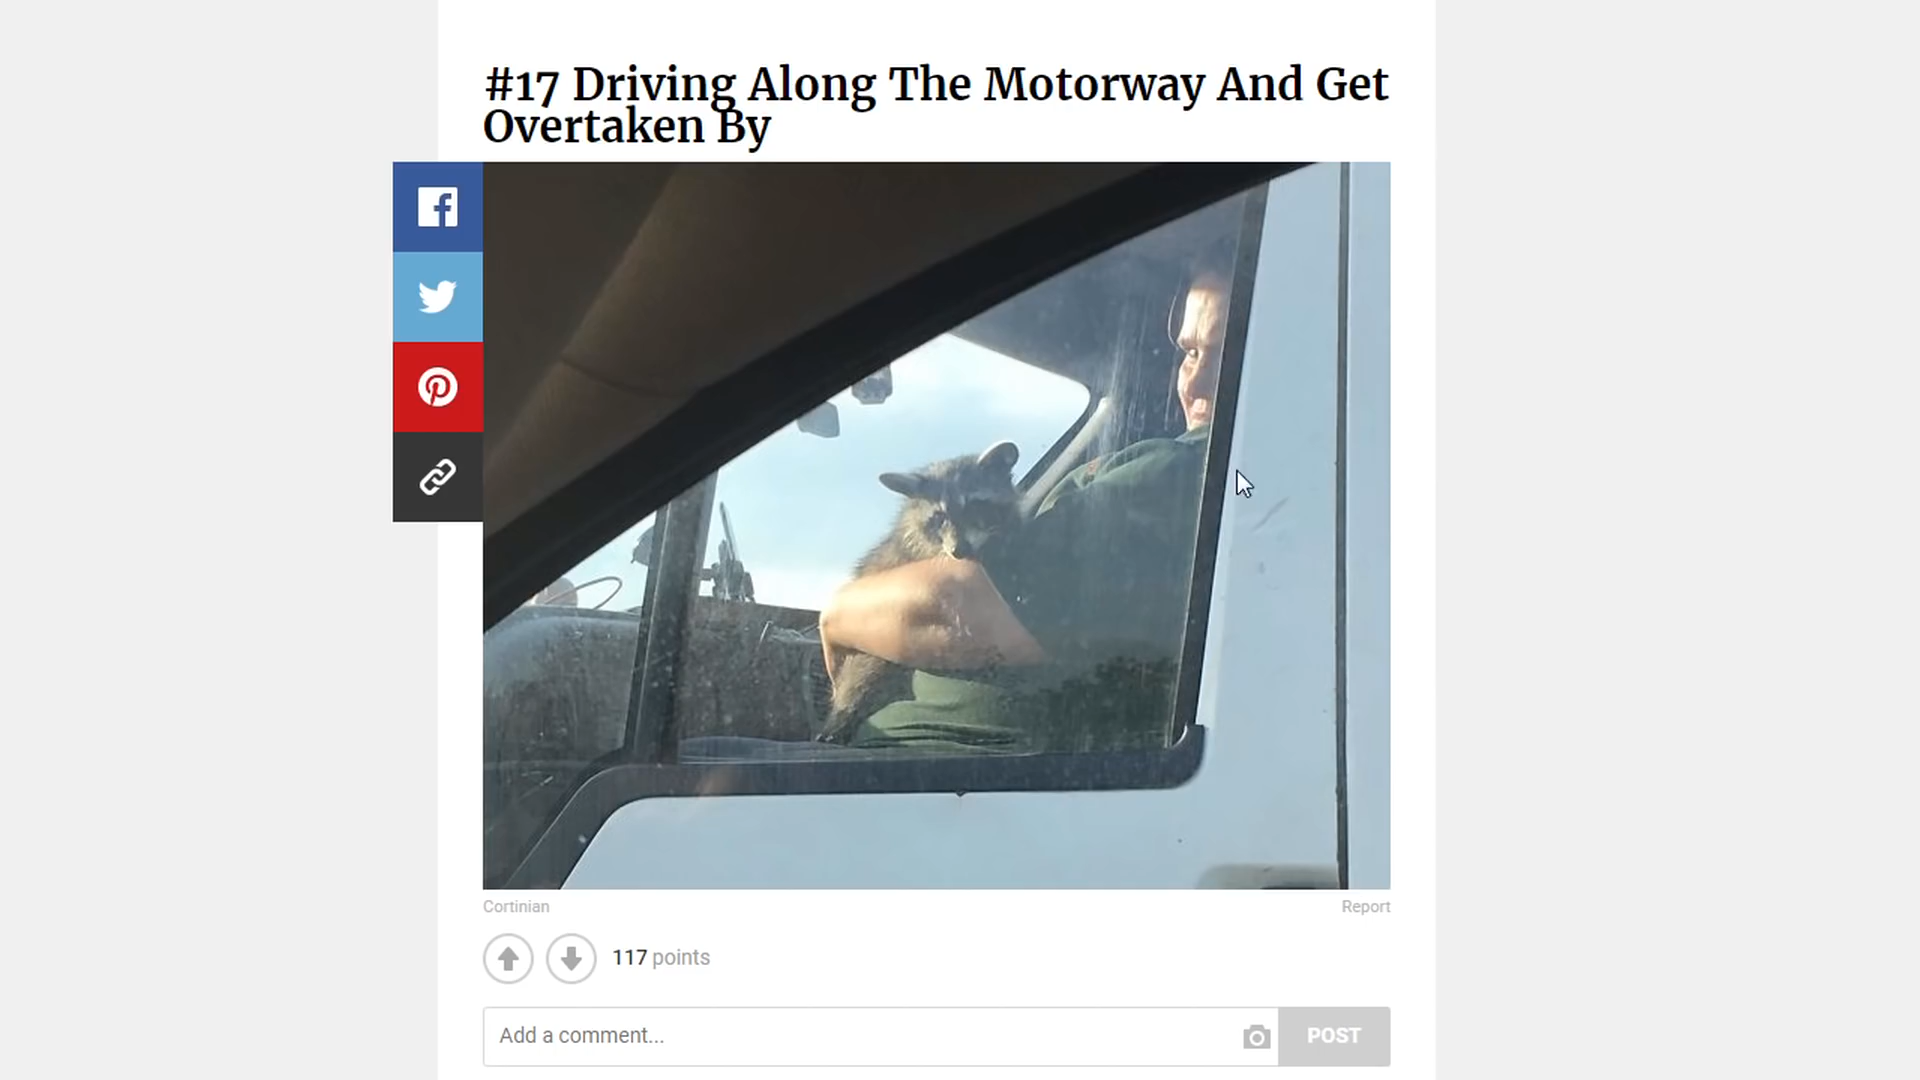 #17 Driving Along The Motorway And Get
Overtaken By
Cortinian
Report
117 points
Add a comment...
POST